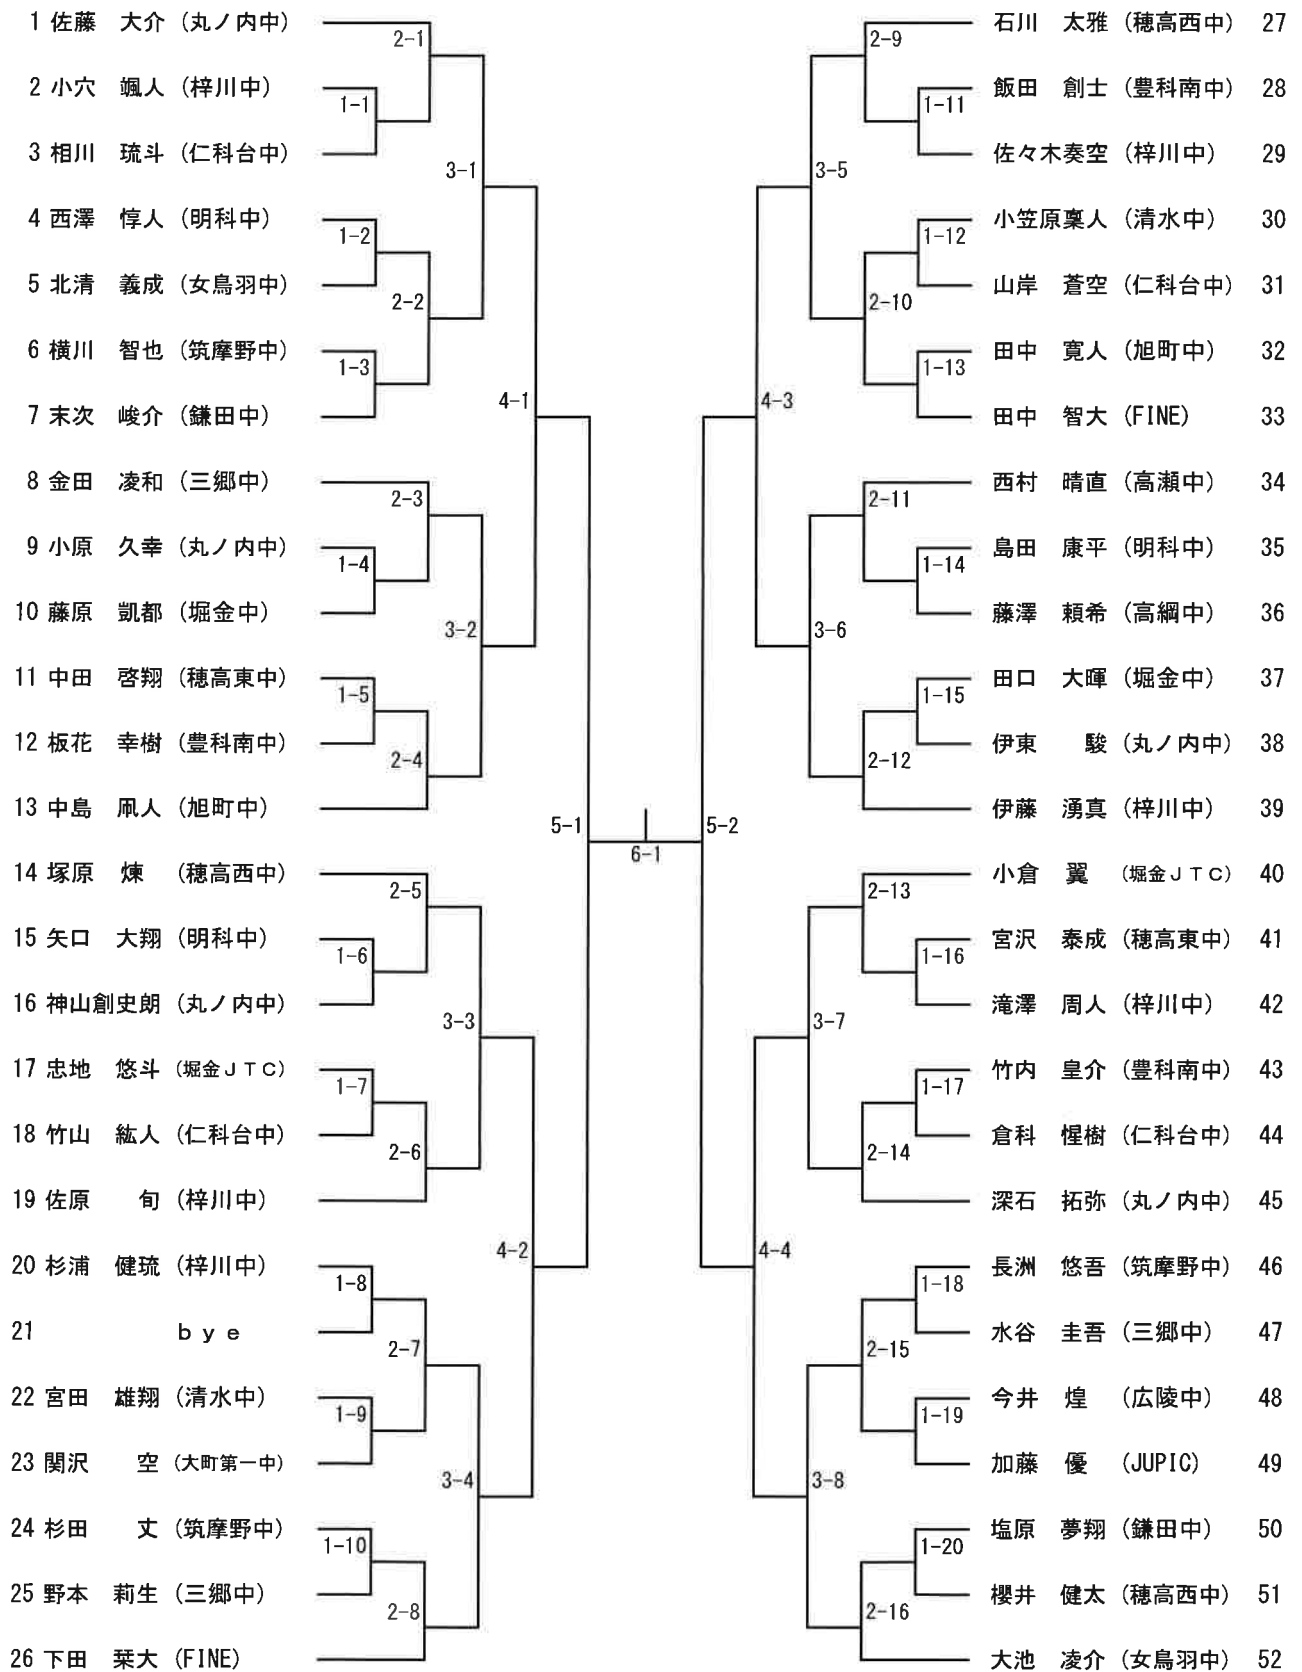 1 佐藤　大介 (丸ノ内中)
2 小穴　颯人 (梓川中)
3 相川　琉斗 (仁科台中)
4 西澤　惇人 (明科中)
5 北清　義成 (女鳥羽中)
6 横川　智也 (筑摩野中)
7 末次　峻介 (鎌田中)
8 金田　凌和 (三郷中)
9 小原　久幸 (丸ノ内中)
10 藤原　凱都 (堀金中)
11 中田　啓翔 (穂高東中)
12 板花　幸樹 (豊科南中)
13 中島　凧人 (旭町中)
14 塚原　煉 (穂高西中)
15 矢口　大翔 (明科中)
16 神山創史朗 (丸ノ内中)
17 忠地　悠斗 (堀金ＪＴＣ)
18 竹山　紘人 (仁科台中)
19 佐原　旬 (梓川中)
20 杉浦　健琉 (梓川中)
21 ｂｙｅ
22 宮田　雄翔 (清水中)
23 関沢　空 (大町第一中)
24 杉田　丈 (筑摩野中)
25 野本　莉生 (三郷中)
26 下田　栞大 (FINE)
2-1
1-1
3-1
1-2
2-2
1-3
4-1
2-3
1-4
3-2
1-5
2-4
5-1
2-5
1-6
3-3
1-7
2-6
4-2
1-8
2-7
1-9
3-4
1-10
2-8
6-1
2-9
1-11
3-5
1-12
2-10
1-13
4-3
2-11
1-14
3-6
1-15
2-12
5-2
2-13
1-16
3-7
1-17
2-14
4-4
1-18
2-15
1-19
3-8
1-20
2-16
石川　太雅 (穂高西中) 27
飯田　創士 (豊科南中) 28
佐々木奏空 (梓川中) 29
小笠原稟人 (清水中) 30
山岸　蒼空 (仁科台中) 31
田中　寛人 (旭町中) 32
田中　智大 (FINE) 33
西村　晴直 (高瀬中) 34
島田　康平 (明科中) 35
藤澤　頼希 (高綱中) 36
田口　大暉 (堀金中) 37
伊東　駿 (丸ノ内中) 38
伊藤　湧真 (梓川中) 39
小倉　翼 (堀金ＪＴＣ) 40
宮沢　泰成 (穂高東中) 41
滝澤　周人 (梓川中) 42
竹内　皇介 (豊科南中) 43
倉科　惺樹 (仁科台中) 44
深石　拓弥 (丸ノ内中) 45
長洲　悠吾 (筑摩野中) 46
水谷　圭吾 (三郷中) 47
今井　煌 (広陵中) 48
加藤　優 (JUPIC) 49
塩原　夢翔 (鎌田中) 50
櫻井　健太 (穂高西中) 51
大池　凌介 (女鳥羽中) 52